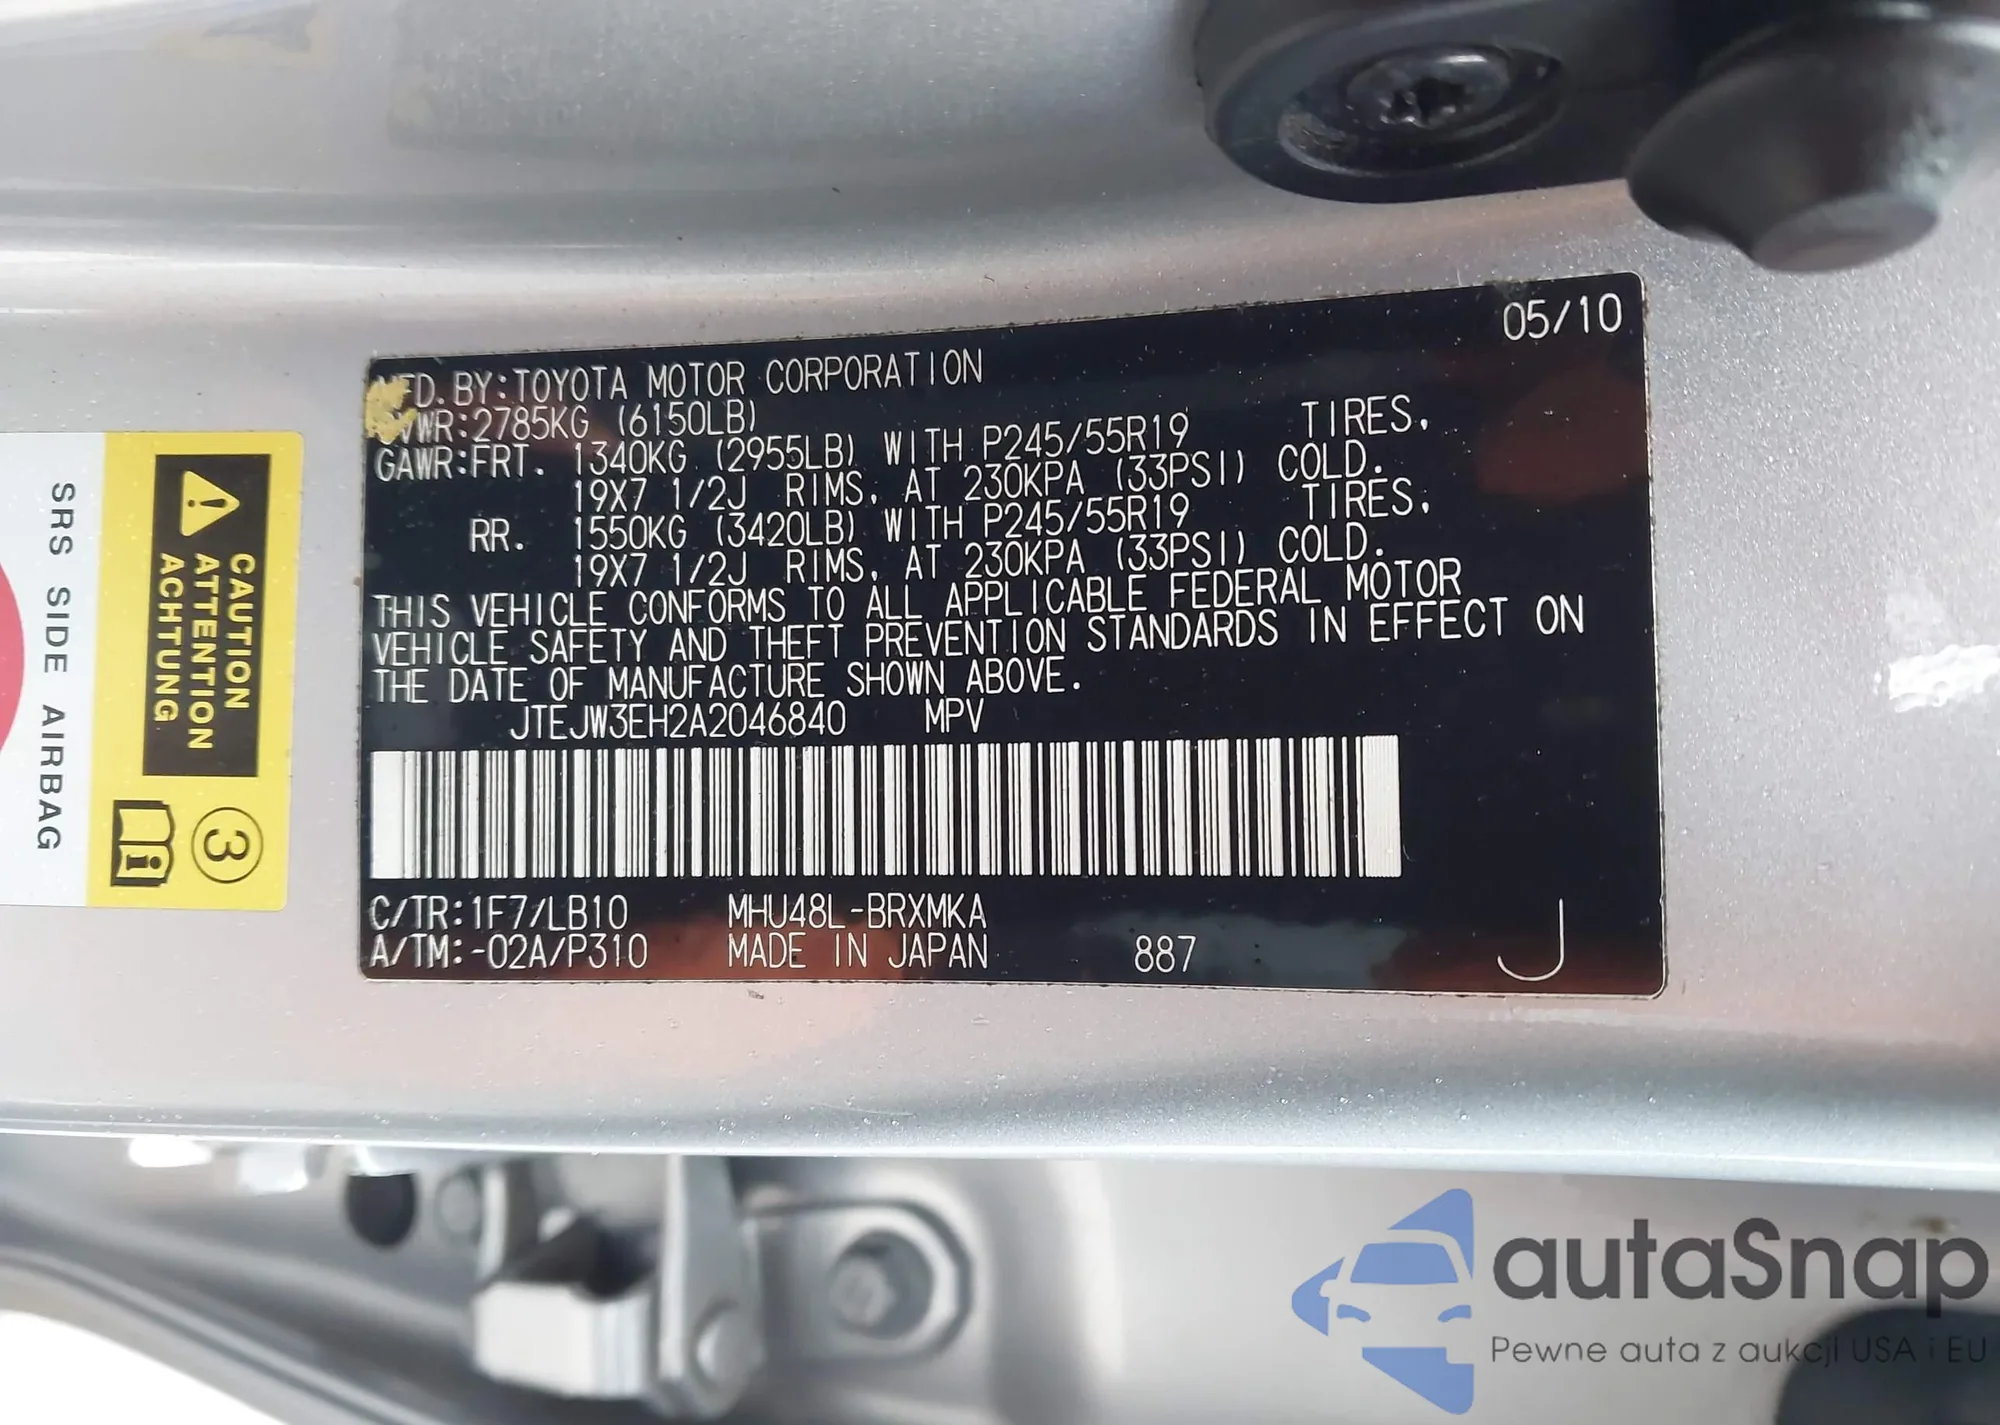 05/10
MFD. BY:TOYOTA MOTOR CORPORATION
GVWR:2785KG (6150LB)
GAWR:FRT. 1340KG (2955LB) WITH P245/55R19 TIRES,
19X7 1/2J RIMS, AT 230KPA (33PSI) COLD.
RR. 1550KG (3420LB) WITH P245/55R19 TIRES,
19X7 1/2J RIMS, AT 230KPA (33PSI) COLD.
THIS VEHICLE CONFORMS TO ALL APPLICABLE FEDERAL MOTOR
VEHICLE SAFETY AND THEFT PREVENTION STANDARDS IN EFFECT ON
THE DATE OF MANUFACTURE SHOWN ABOVE.
JTEJW3EH2A2046840 MPV
C/TR:1F7/LB10 MHU48L-BRXMKA
A/TM:-02A/P310 MADE IN JAPAN 887 J
CAUTION
ATTENTION
ACHTUNG
3
i
SRS SIDE AIRBAG
autaSnap
Pewne auta z aukcji USA i EU